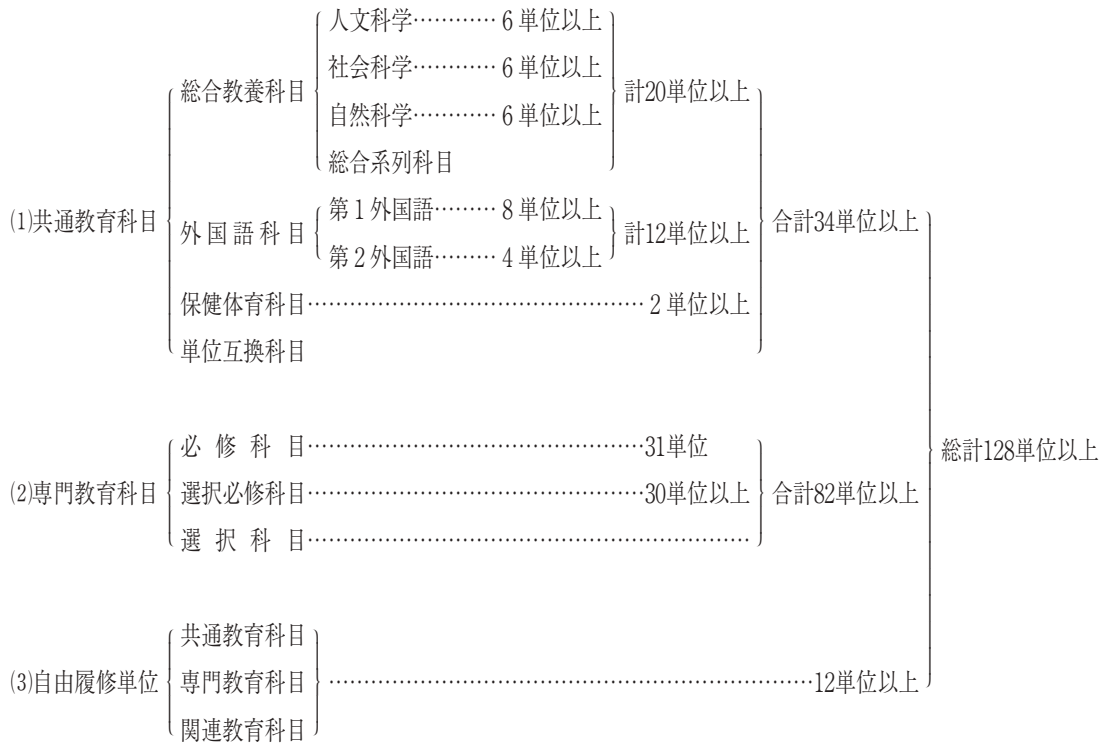 人文科学………… 6 単位以上
社会科学………… 6 単位以上
総合教養科目 計20単位以上
自然科学………… 6 単位以上
総合系列科目
第1外国語……… 8 単位以上
(1)共通教育科目 外国語科目 計12単位以上 合計34単位以上
第2外国語……… 4 単位以上
保健体育科目………………………………………… 2 単位以上
単位互換科目
必修科目…………………………………………31単位
総計128単位以上
(2)専門教育科目 選択必修科目…………………………………………30単位以上 合計82単位以上
選択科目………………………………………………………
共通教育科目
(3)自由履修単位 専門教育科目 ……………………………………………………………12単位以上
関連教育科目